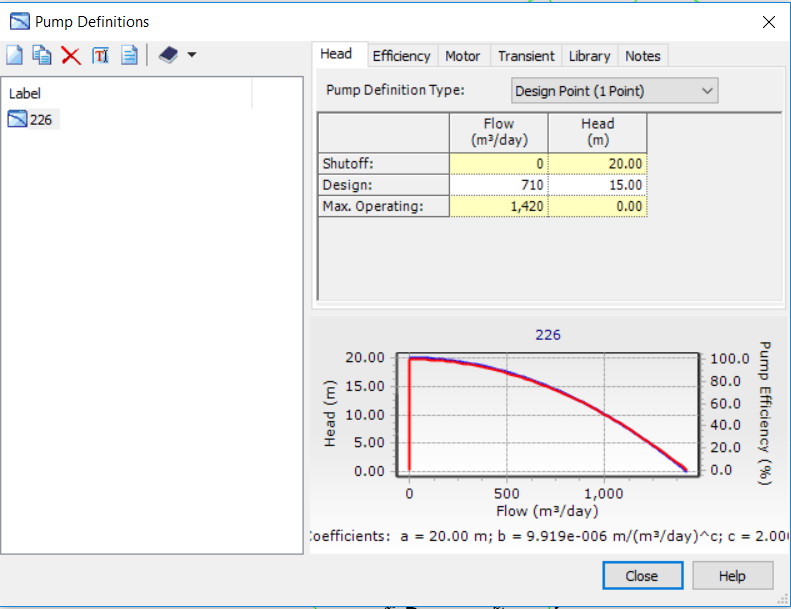 Pump Definitions
Head Efficiency Motor Transient Library Notes
Label
226
Pump Definition Type: Design Point (1 Point)
Flow (m³/day) Head (m)
Shutoff: 0 20.00
Design: 710 15.00
Max. Operating: 1,420 0.00
226
Head (m)
20.00
15.00
10.00
5.00
0.00
100.0
80.0
60.0
40.0
20.0
0.0
Pump Efficiency (%)
0 500 1,000
Flow (m³/day)
Coefficients: a = 20.00 m; b = 9.919e-006 m/(m³/day)^c; c = 2.00
Close Help